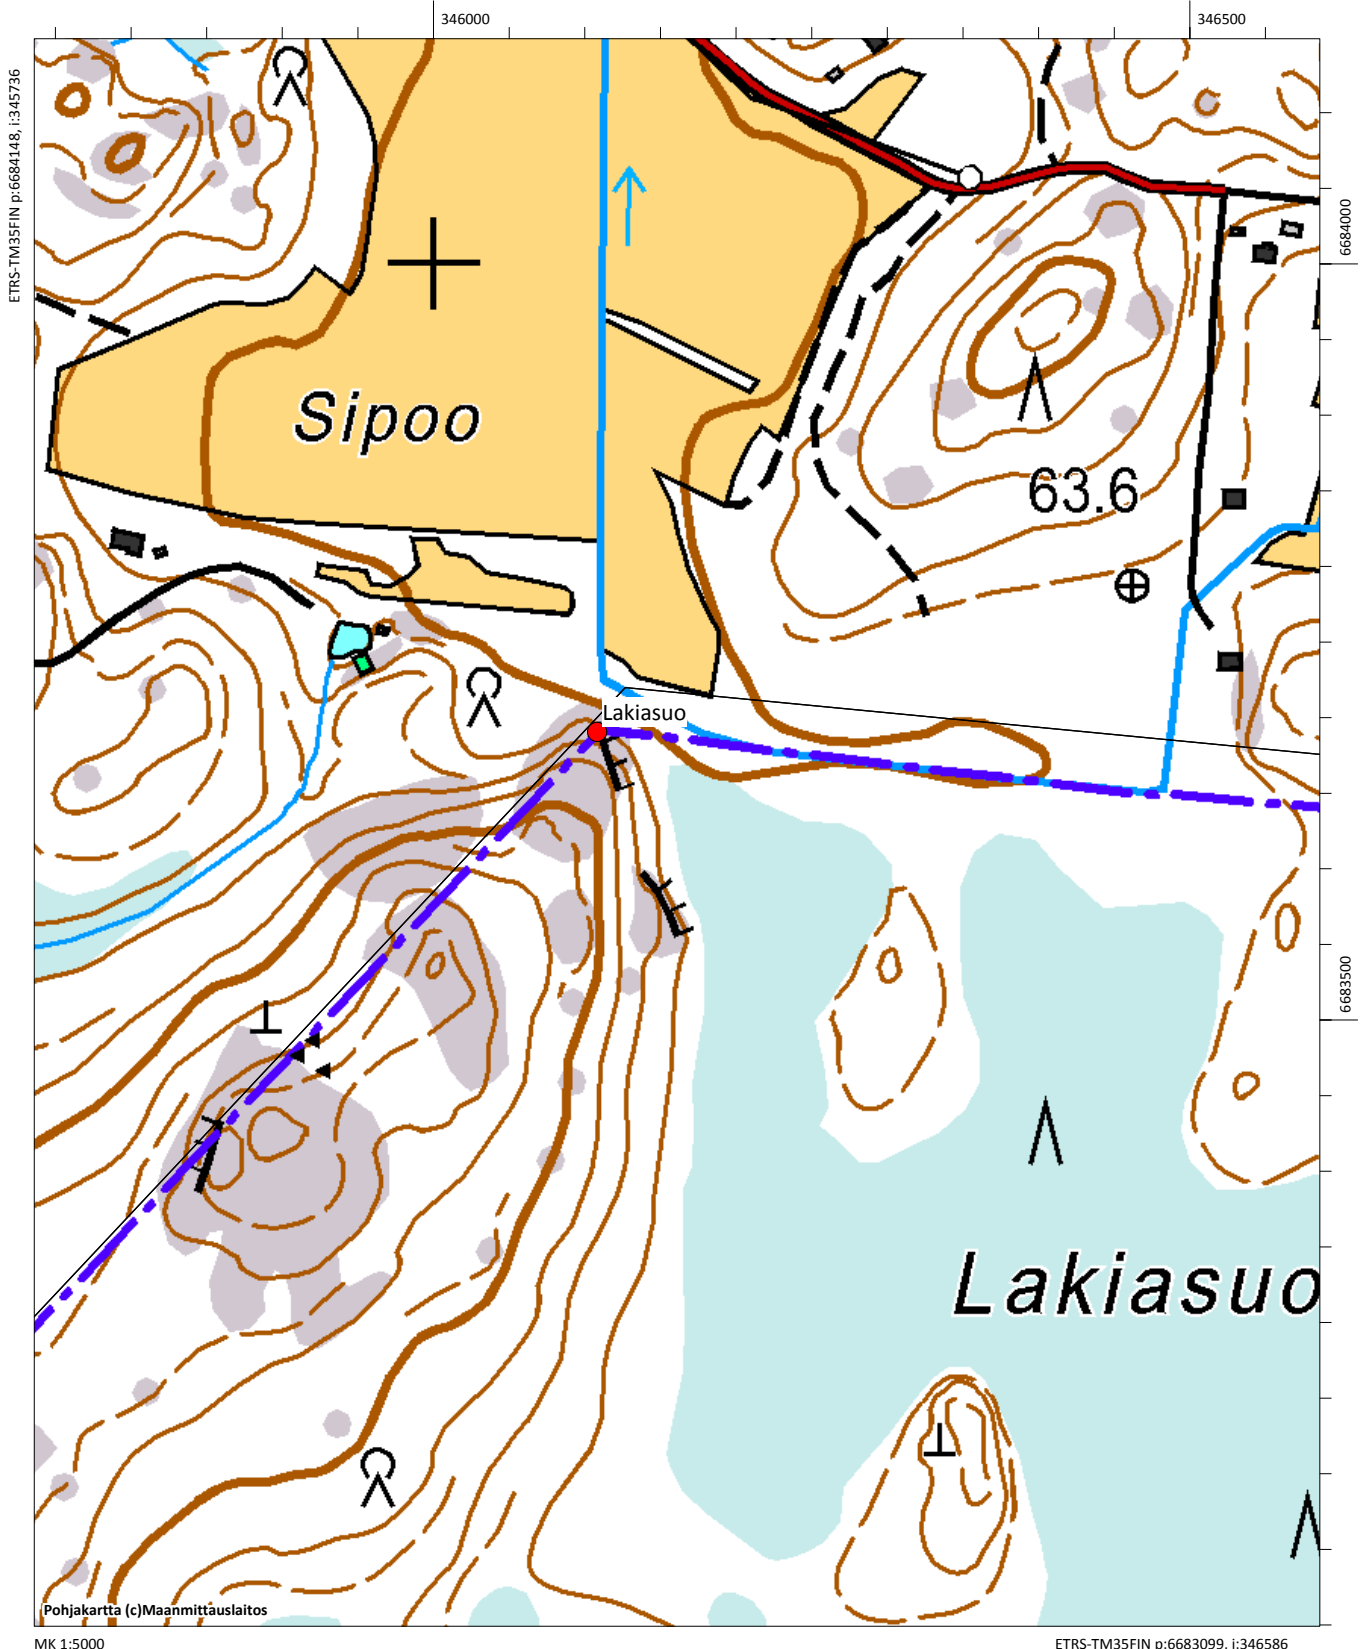 346000
346500
ETRS-TM35FIN p:6684148, i:345736
6684000
Sipoo
63.6
Lakiasuo
6683500
Lakiasuo
Pohjakartta (c)Maanmittauslaitos
MK 1:5000
ETRS-TM35FIN p:6683099, i:346586